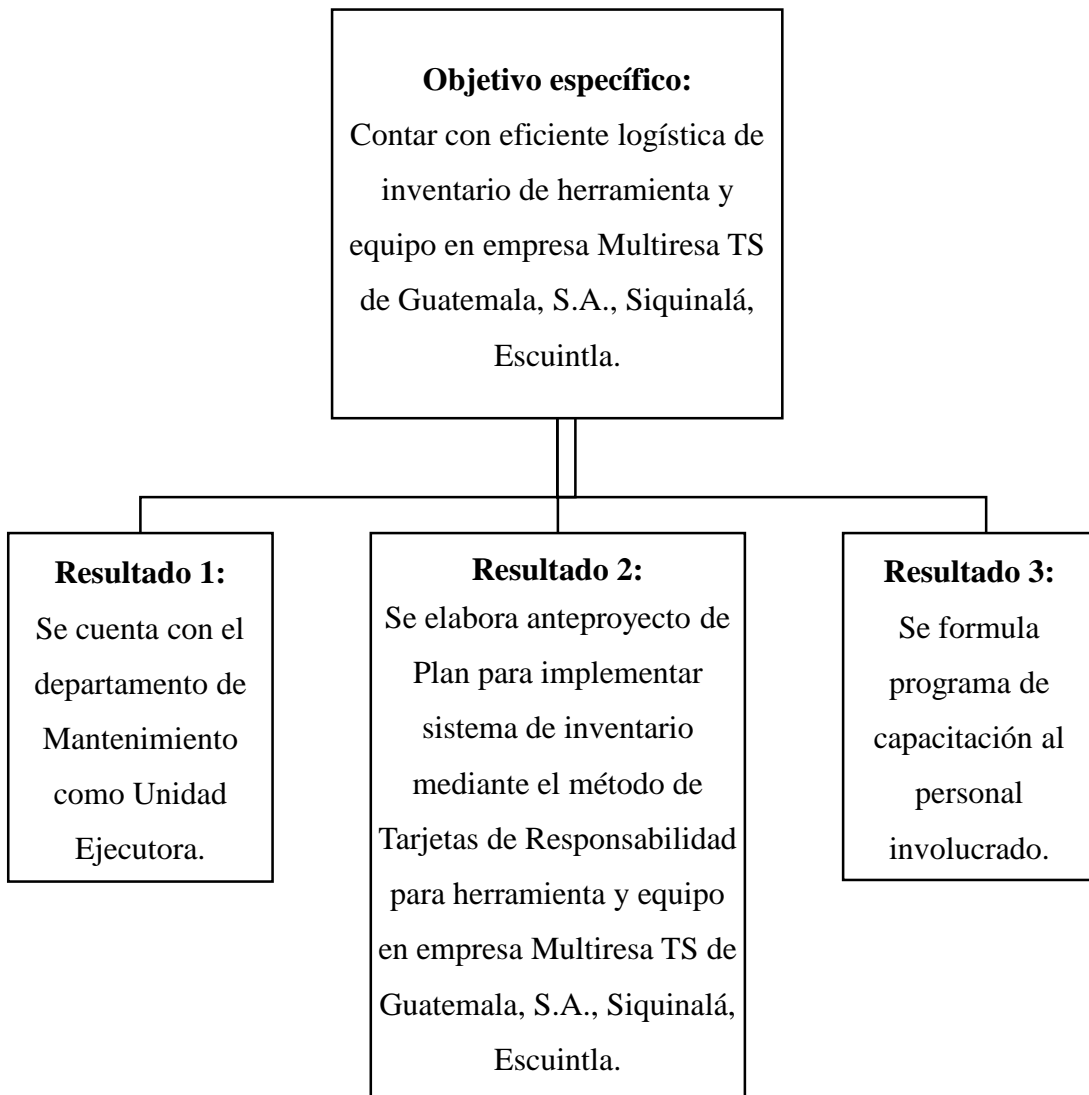 Objetivo específico:
Contar con eficiente logística de
inventario de herramienta y
equipo en empresa Multiresa TS
de Guatemala, S.A., Siquinalá,
Escuintla.
Resultado 1:
Se cuenta con el
departamento de
Mantenimiento
como Unidad
Ejecutora.
Resultado 2:
Se elabora anteproyecto de
Plan para implementar
sistema de inventario
mediante el método de
Tarjetas de Responsabilidad
para herramienta y equipo
en empresa Multiresa TS de
Guatemala, S.A., Siquinalá,
Escuintla.
Resultado 3:
Se formula
programa de
capacitación al
personal
involucrado.